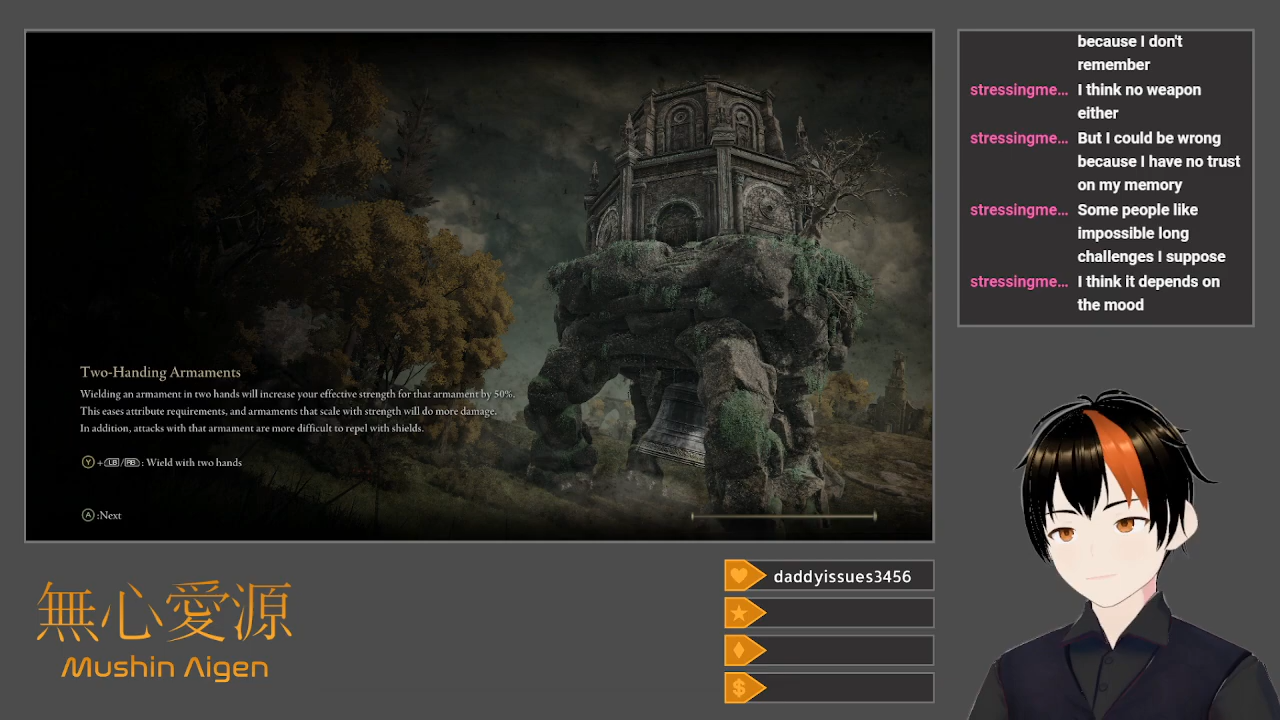 because I don't
remember
stressingme... I think no weapon
either
stressingme... But I could be wrong
because I have no trust
on my memory
stressingme... Some people like
impossible long
challenges I suppose
stressingme... I think it depends on
the mood
Two-Handing Armaments
Wielding an armament in two hands will increase your effective strength for that armament by 50%.
This eases attribute requirements, and armaments that scale with strength will do more damage.
In addition, attacks with that armament are more difficult to repel with shields.
Y+LB/RB: Wield with two hands
A:Next
daddyissues3456
無心愛源
Mushin Aigen